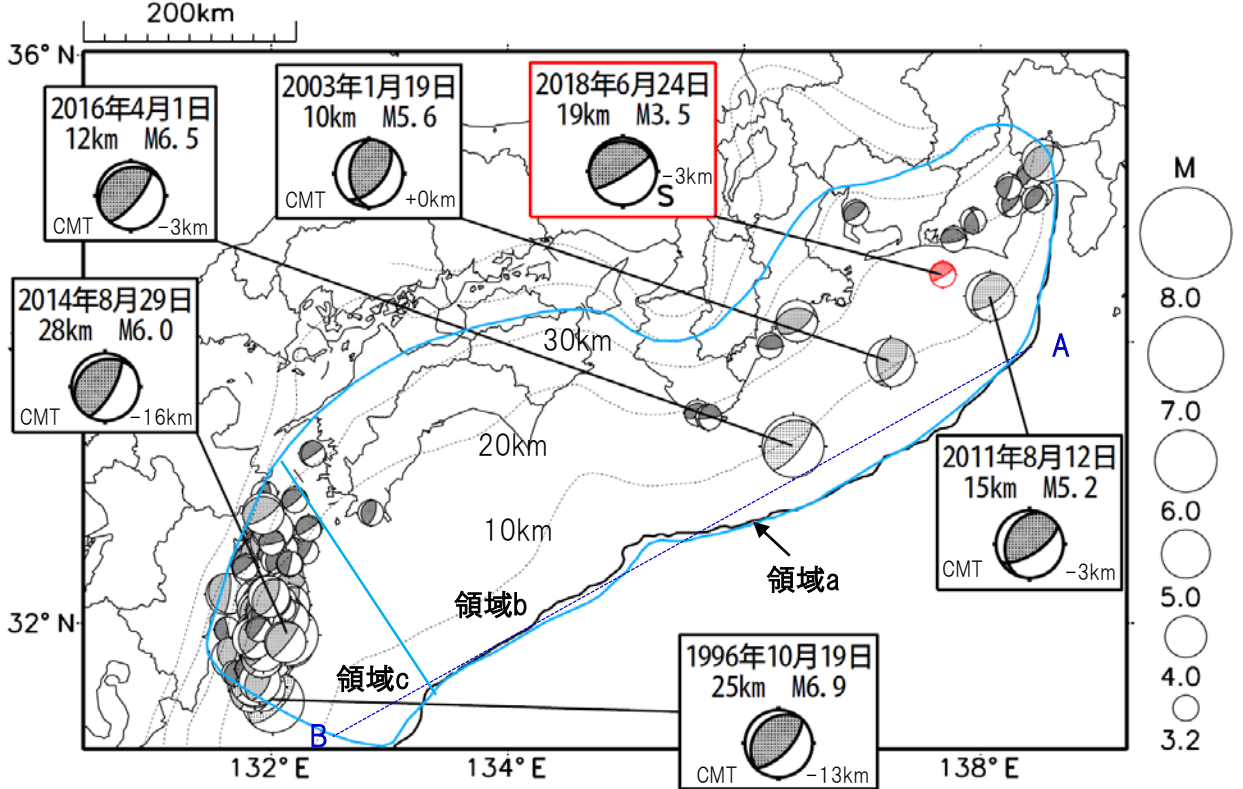 200km
36°N
2016年4月1日
12km M6.5
CMT
-3km
2003年1月19日
10km M5.6
CMT
+0km
2018年6月24日
19km M3.5
-3km
S
M
8.0
7.0
6.0
5.0
4.0
3.2
2014年8月29日
28km M6.0
CMT
-16km
30km
20km
10km
A
2011年8月12日
15km M5.2
CMT
-3km
領域a
領域b
領域c
32°N
B
1996年10月19日
25km M6.9
CMT
-13km
132°E
134°E
138°E